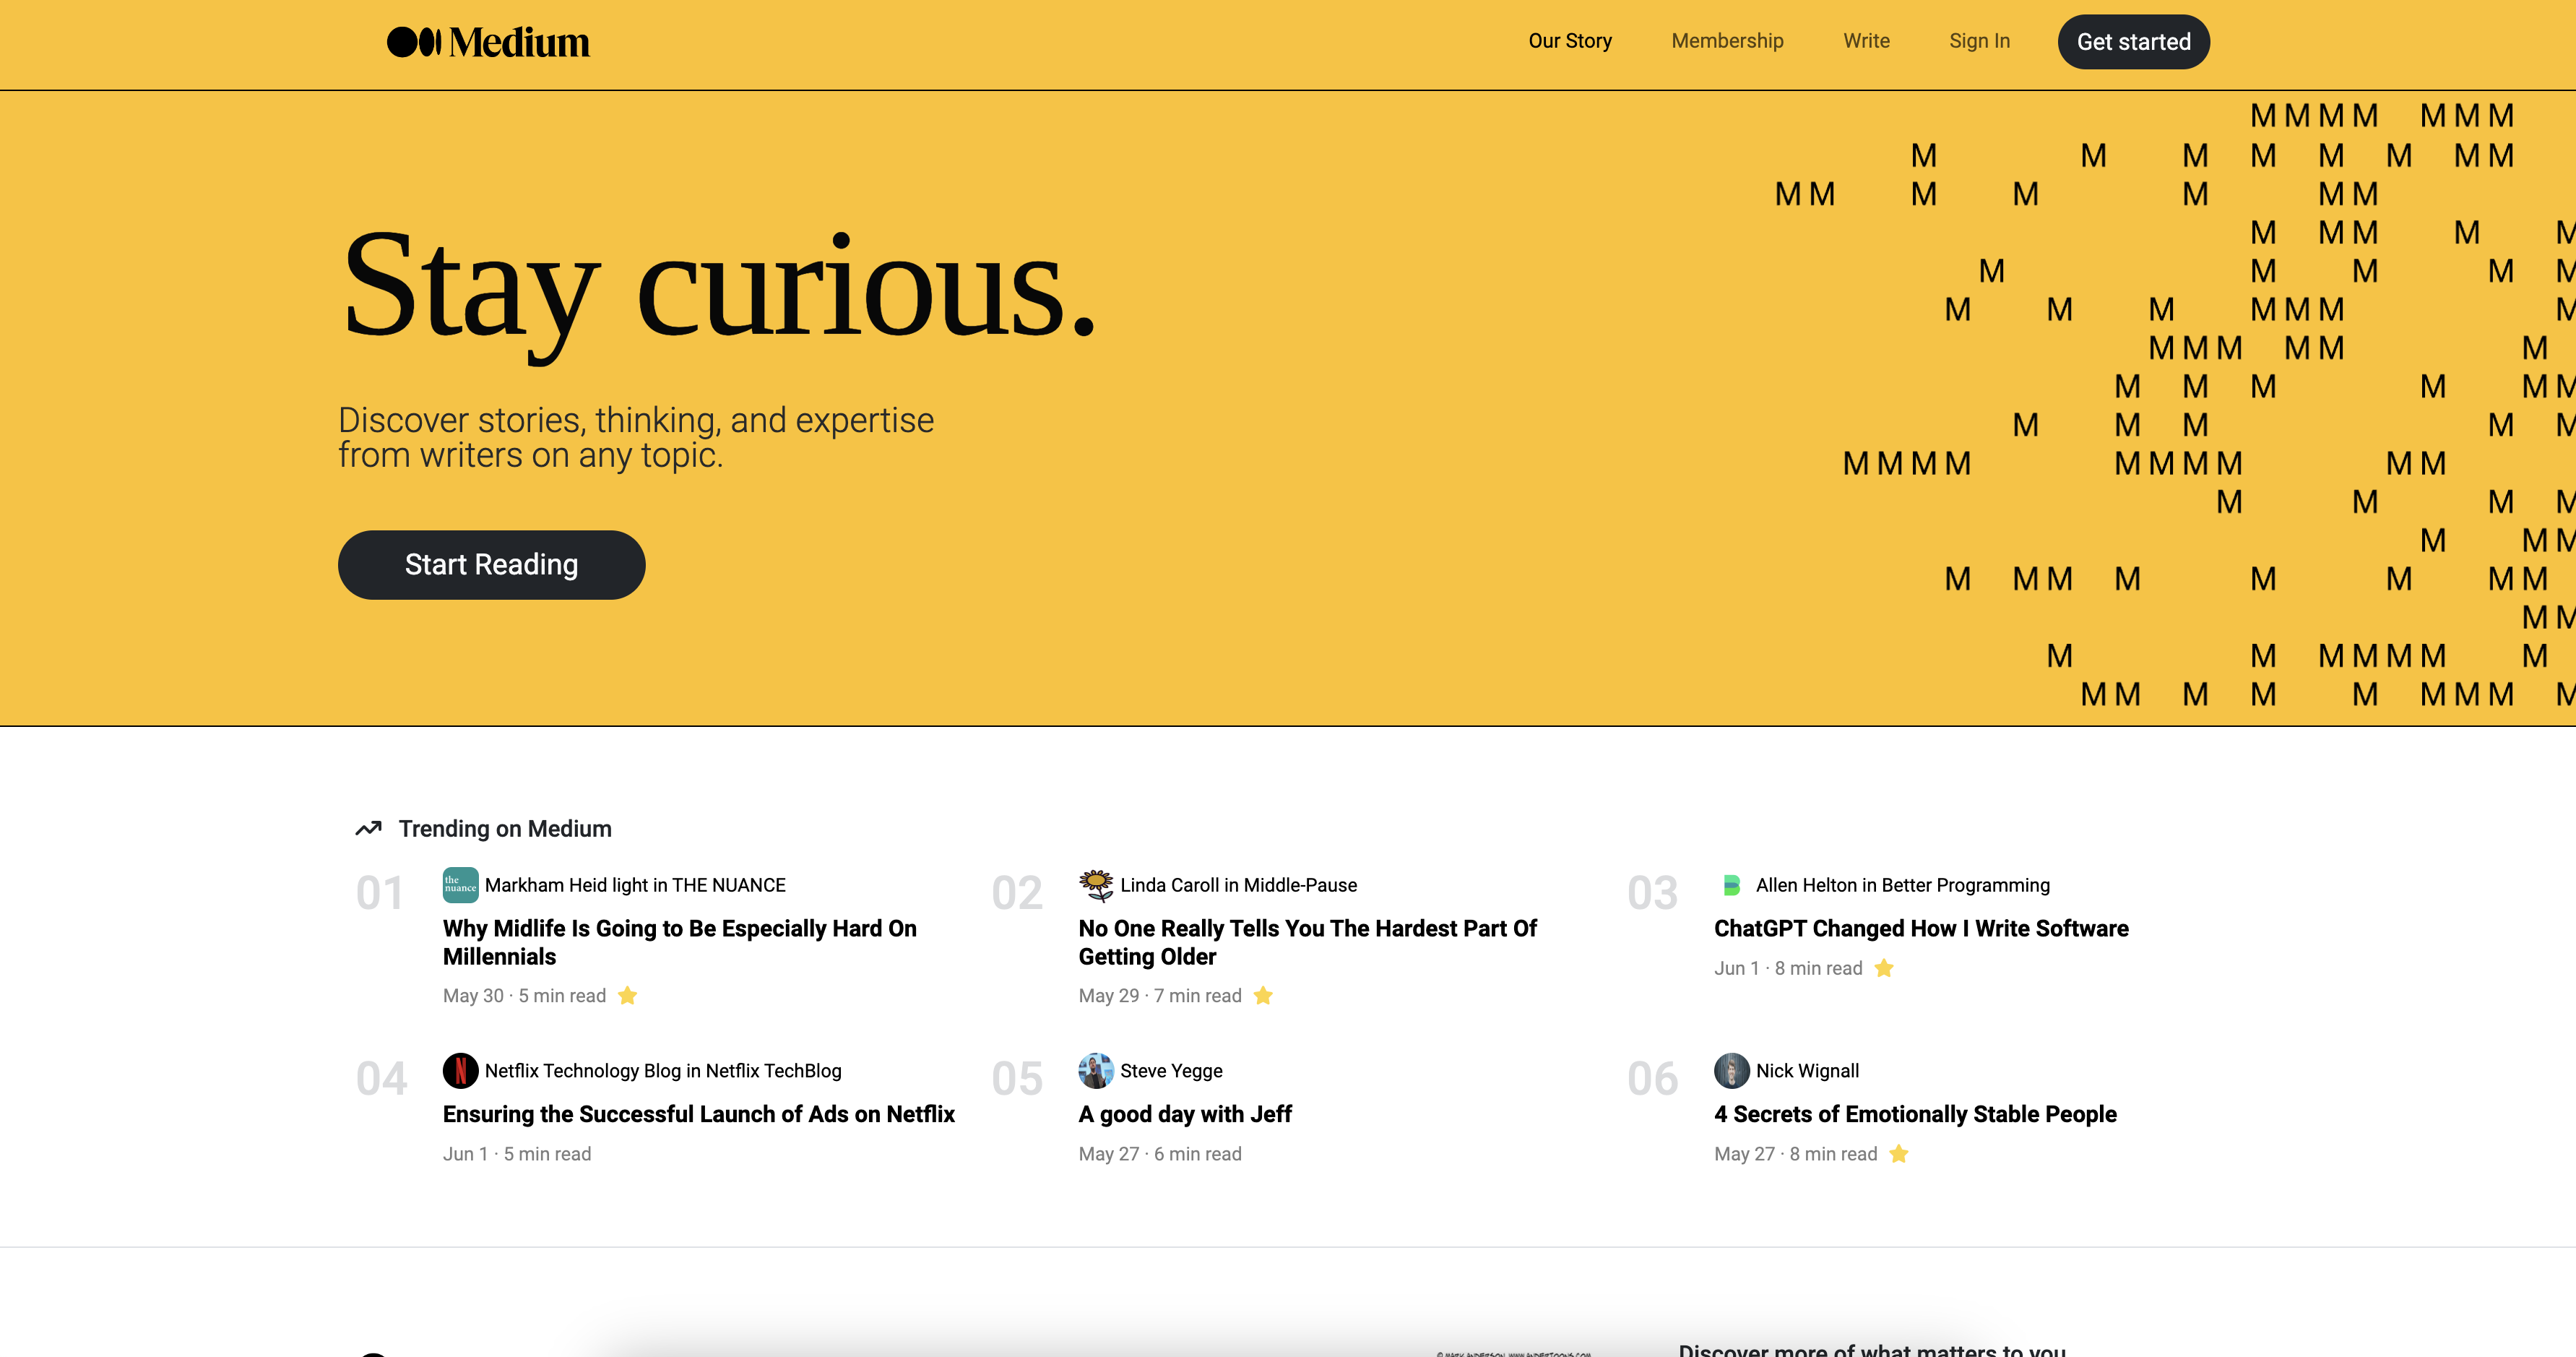 Medium
Our Story
Membership
Write
Sign In
Get started
M M M M M M M
M M M M M M M M
M M M M M M M
M M M M M
M M M M M
M M M M M M M
M M M M M M
M M M M M M
M M M M M
M M M M M M M M M M
M M M M
M M M
M M M M M M M M
M M
M M M M M M M
M M M M M M M M M
Stay curious.
Discover stories, thinking, and expertise
from writers on any topic.
Start Reading
Trending on Medium
01
the
nuance
Markham Heid light in THE NUANCE
Why Midlife Is Going to Be Especially Hard On
Millennials
May 30 · 5 min read
02
Linda Caroll in Middle-Pause
No One Really Tells You The Hardest Part Of
Getting Older
May 29 · 7 min read
03
Allen Helton in Better Programming
ChatGPT Changed How I Write Software
Jun 1 · 8 min read
04
N
Netflix Technology Blog in Netflix TechBlog
Ensuring the Successful Launch of Ads on Netflix
Jun 1 · 5 min read
05
Steve Yegge
A good day with Jeff
May 27 · 6 min read
06
Nick Wignall
4 Secrets of Emotionally Stable People
May 27 · 8 min read
© MARK ANDERSON, WWW.ANDERTOONS.COM
Discover more of what matters to you